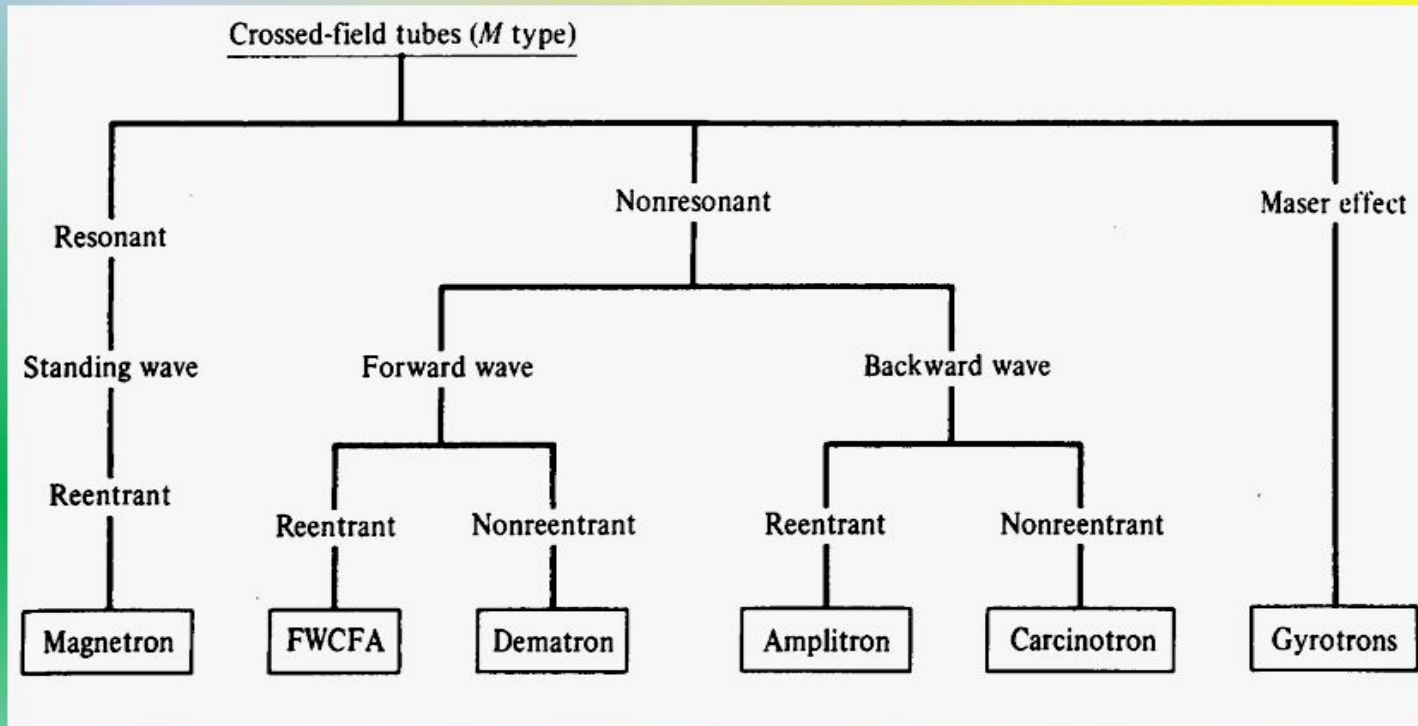 Crossed-field tubes (M type)
Nonresonant
Maser effect
Resonant
Standing wave
Forward wave
Backward wave
Reentrant
Reentrant
Nonreentrant
Reentrant
Nonreentrant
Magnetron
FWCFA
Dematron
Amplitron
Carcinotron
Gyrotrons